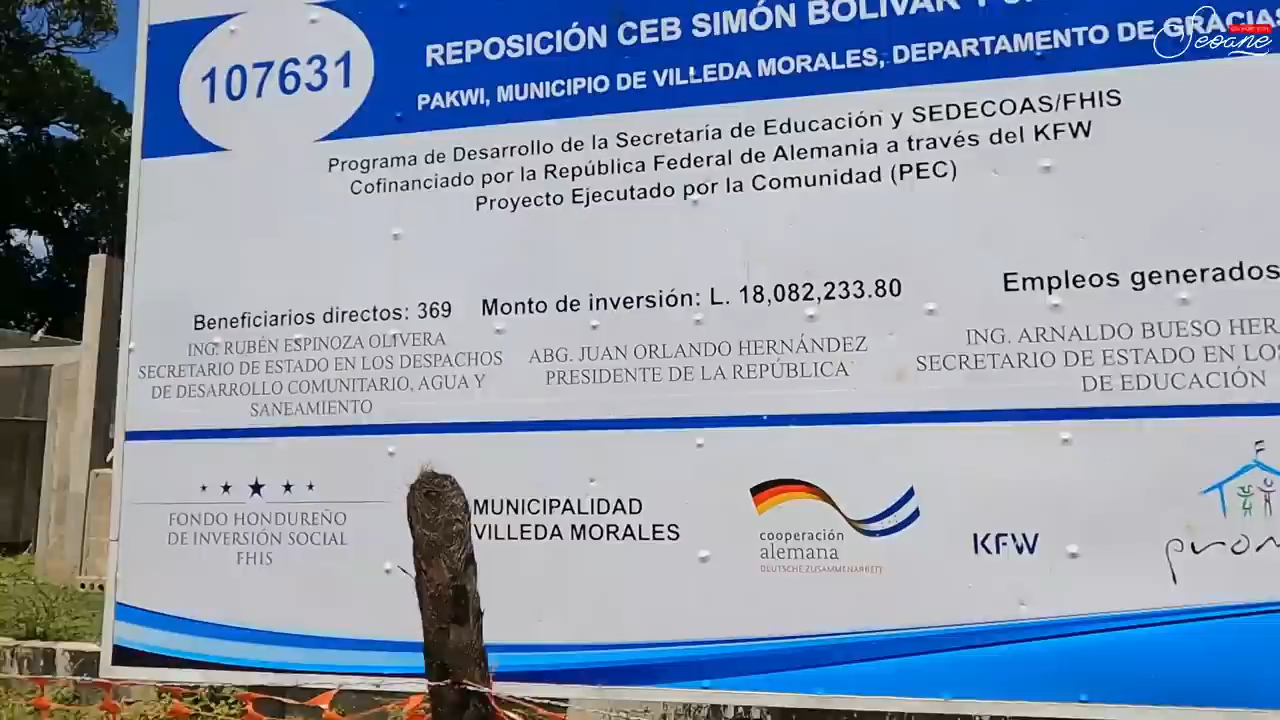 107631
REPOSICIÓN CEB SIMÓN BOLIVAR Y
PAKWI, MUNICIPIO DE VILLEDA MORALES, DEPARTAMENTO DE GRACIAS
Seoane
Programa de Desarrollo de la Secretaría de Educación y SEDECOAS/FHIS
Cofinanciado por la República Federal de Alemania a través del KFW
Proyecto Ejecutado por la Comunidad (PEC)
Beneficiarios directos: 369
Monto de inversión: L. 18,082,233.80
Empleos generados
ING. RUBÉN ESPINOZA OLIVERA
SECRETARIO DE ESTADO EN LOS DESPACHOS
DE DESARROLLO COMUNITARIO, AGUA Y
SANEAMIENTO
ABG. JUAN ORLANDO HERNÁNDEZ
PRESIDENTE DE LA REPÚBLICA
ING. ARNALDO BUESO HER
SECRETARIO DE ESTADO EN LOS
DE EDUCACIÓN
FONDO HONDUREÑO
DE INVERSIÓN SOCIAL
FHIS
MUNICIPALIDAD
VILLEDA MORALES
cooperación
alemana
DEUTSCHE ZUSAMMENARBEIT
KFW
pron